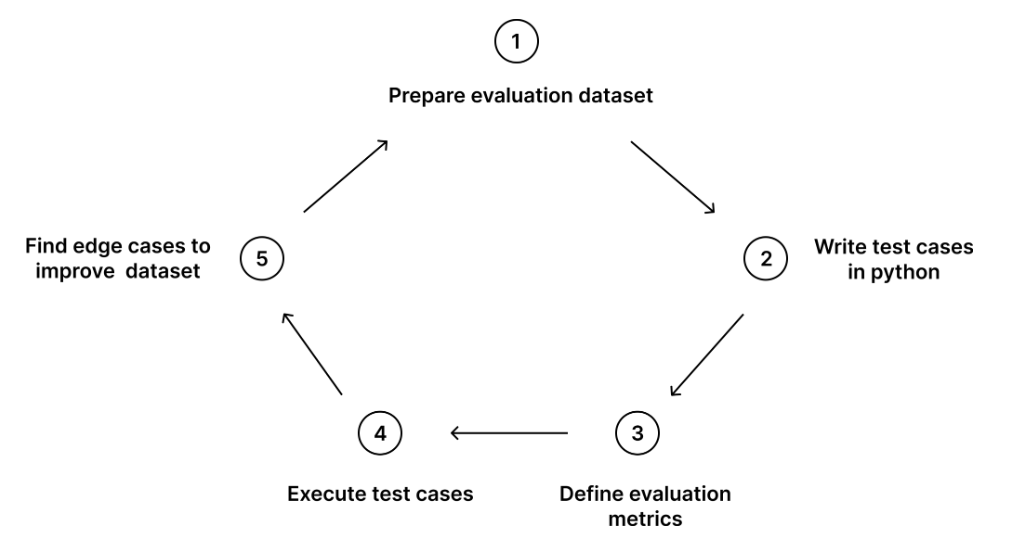 1
Prepare evaluation dataset
2
Write test cases
in python
3
Define evaluation
metrics
4
Execute test cases
5
Find edge cases to
improve  dataset